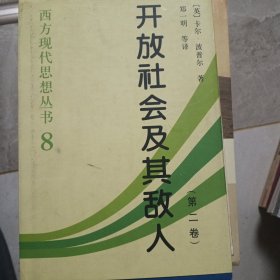 西方现代思想丛书 8
开放社会及其敌人
(第二卷)
[英]卡尔 波普尔 著
郑一明 等译